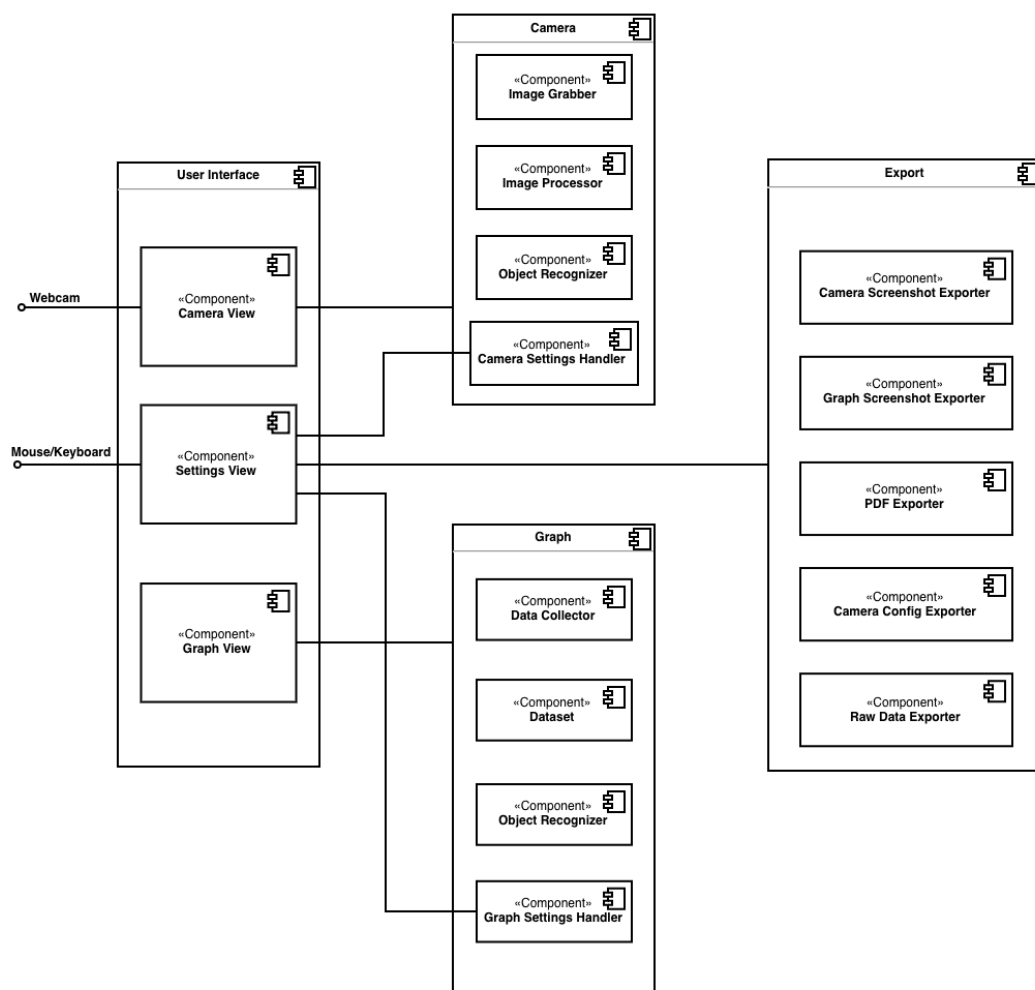 Camera
«Component»
Image Grabber
«Component»
Image Processor
«Component»
Object Recognizer
«Component»
Camera Settings Handler
User Interface
«Component»
Camera View
«Component»
Settings View
«Component»
Graph View
Webcam
Mouse/Keyboard
Export
«Component»
Camera Screenshot Exporter
«Component»
Graph Screenshot Exporter
«Component»
PDF Exporter
«Component»
Camera Config Exporter
«Component»
Raw Data Exporter
Graph
«Component»
Data Collector
«Component»
Dataset
«Component»
Object Recognizer
«Component»
Graph Settings Handler